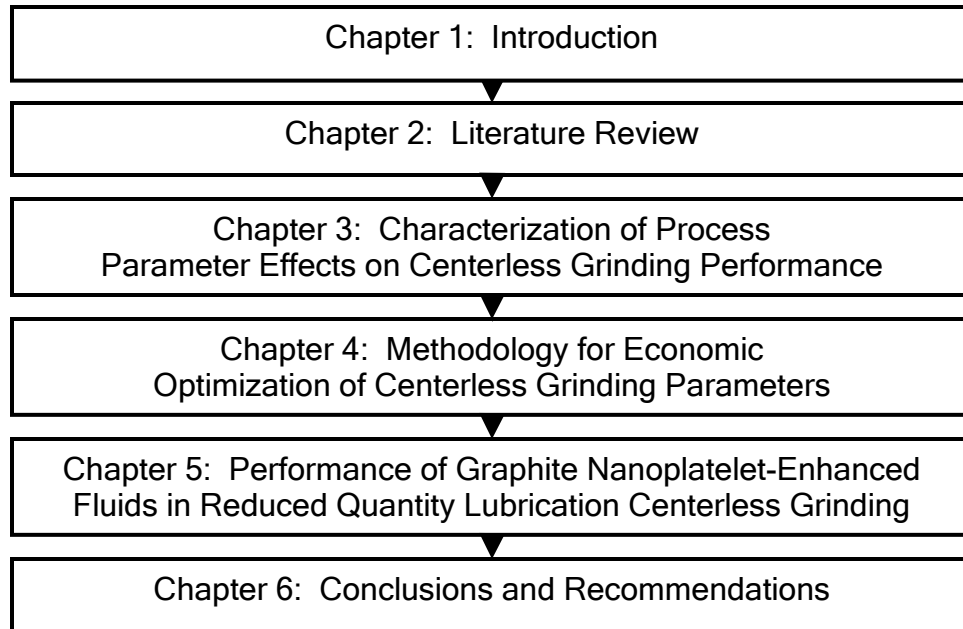 Chapter 1:  Introduction
Chapter 2:  Literature Review
Chapter 3:  Characterization of Process
Parameter Effects on Centerless Grinding Performance
Chapter 4:  Methodology for Economic
Optimization of Centerless Grinding Parameters
Chapter 5:  Performance of Graphite Nanoplatelet-Enhanced
Fluids in Reduced Quantity Lubrication Centerless Grinding
Chapter 6:  Conclusions and Recommendations